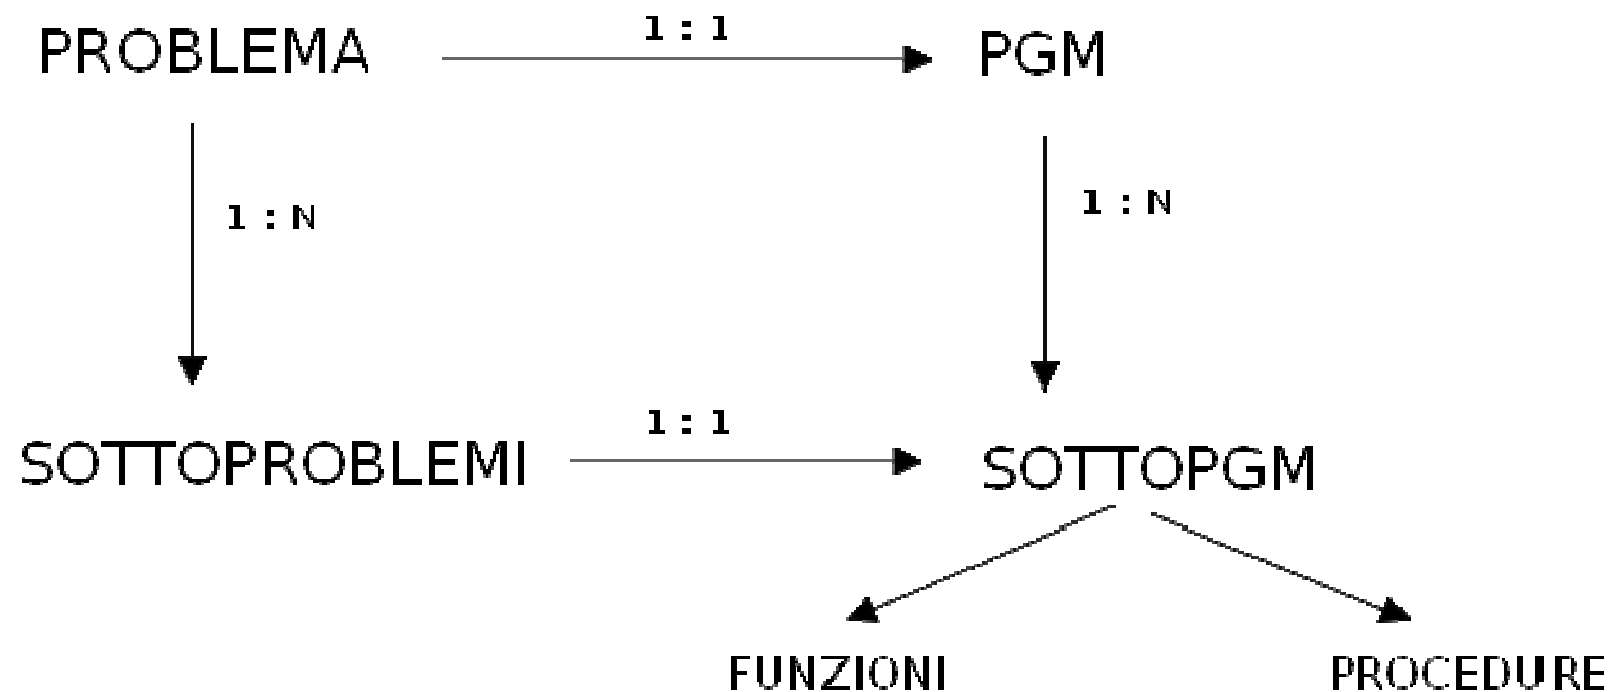 1 : 1
PROBLEMA
PGM
1 : N
1 : N
1 : 1
SOTTOPROBLEMI
SOTTOPGM
FUNZIONI
PROCEDURE